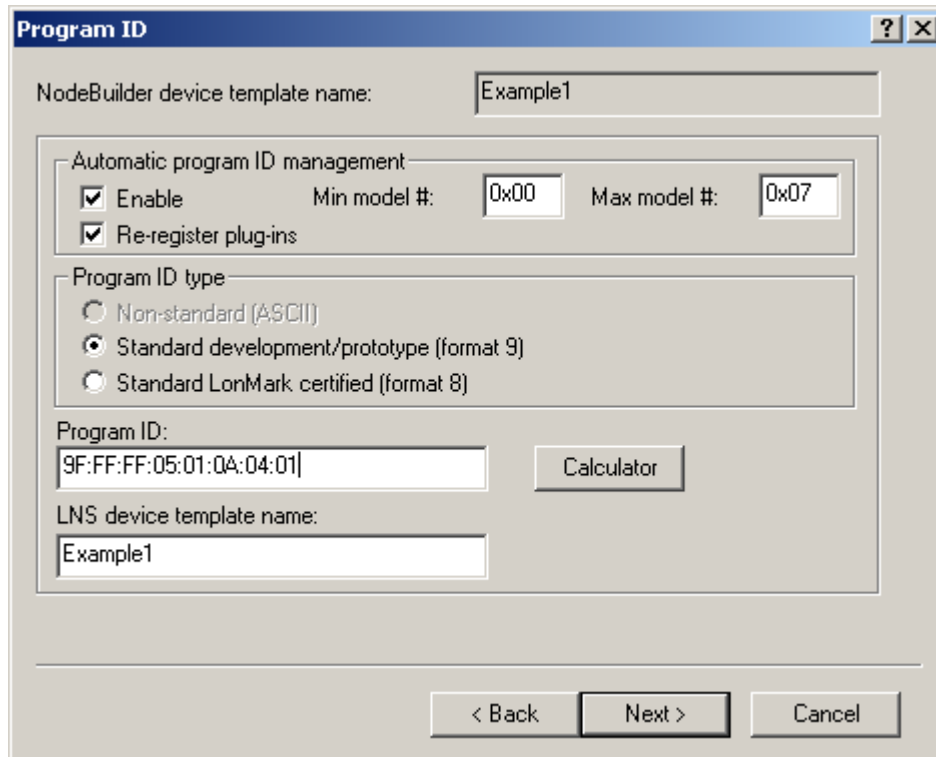 Program ID
NodeBuilder device template name: Example1
Automatic program ID management
Enable Min model #: 0x00 Max model #: 0x07
Re-register plug-ins
Program ID type
Non-standard (ASCII)
Standard development/prototype (format 9)
Standard LonMark certified (format 8)
Program ID:
9F:FF:FF:05:01:0A:04:01 Calculator
LNS device template name:
Example1
< Back Next > Cancel